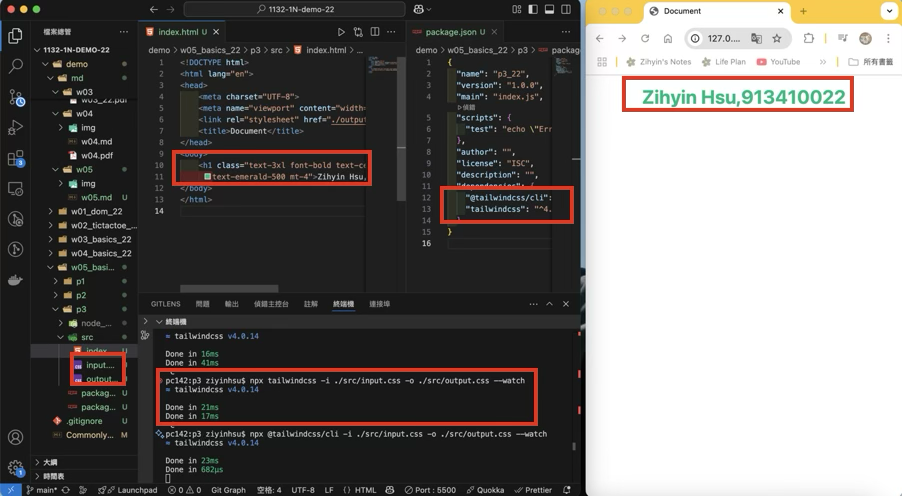 1132-1N-demo-22
檔案總管
1132-1N-DEMO-22
demo
md
w03
w03_22.pdf
w04
img
w04.md
w04.pdf
w05
img
w05.md U
w01_dom_22
w02_tictactoe_
w03_basics_22
w04_basics_22
w05_basi...
p1
p2
p3
node_...
src
index... U
input.... U
output... U
packag... U
packag... U
.gitignore U
Commonly... M
大綱
時間表
index.html U
demo > w05_basics_22 > p3 > src > index.html > ...
1 <!DOCTYPE html>
2 <html lang="en">
3 <head>
4 <meta charset="UTF-8">
5 <meta name="viewport" content="width=
6 <link rel="stylesheet" href="./output
7 <title>Document</title>
8 </head>
9 <body>
10 <h1 class="text-3xl font-bold text-ce
11 text-emerald-500 mt-4">Zihyin Hsu,
12 </body>
13 </html>
14
package.json U
demo > w05_basics_22 > p3 > packag
1 {
2 "name": "p3_22",
3 "version": "1.0.0",
4 "main": "index.js",
偵錯
5 "scripts": {
6 "test": "echo \"Err
7 },
8 "author": "",
9 "license": "ISC",
10 "description": "",
11 "dependencies": {
12 "@tailwindcss/cli":
13 "tailwindcss": "^4.
14 }
15 }
16
GITLENS 問題 輸出 偵錯主控台 註解 終端機 連接埠
終端機
≈ tailwindcss v4.0.14
Done in 16ms
Done in 41ms
^C
pc142:p3 ziyinhsu$ npx tailwindcss -i ./src/input.css -o ./src/output.css --watch
≈ tailwindcss v4.0.14
Done in 21ms
Done in 17ms
^C
pc142:p3 ziyinhsu$ npx @tailwindcss/cli -i ./src/input.css -o ./src/output.css --watch
≈ tailwindcss v4.0.14
Done in 23ms
Done in 682µs
main* Launchpad 0 0 Git Graph 空格: 4 UTF-8 LF {} HTML Port : 5500 Quokka Prettier
Document
127.0....
Zihyin's Notes Life Plan YouTube » 所有書籤
Zihyin Hsu,913410022